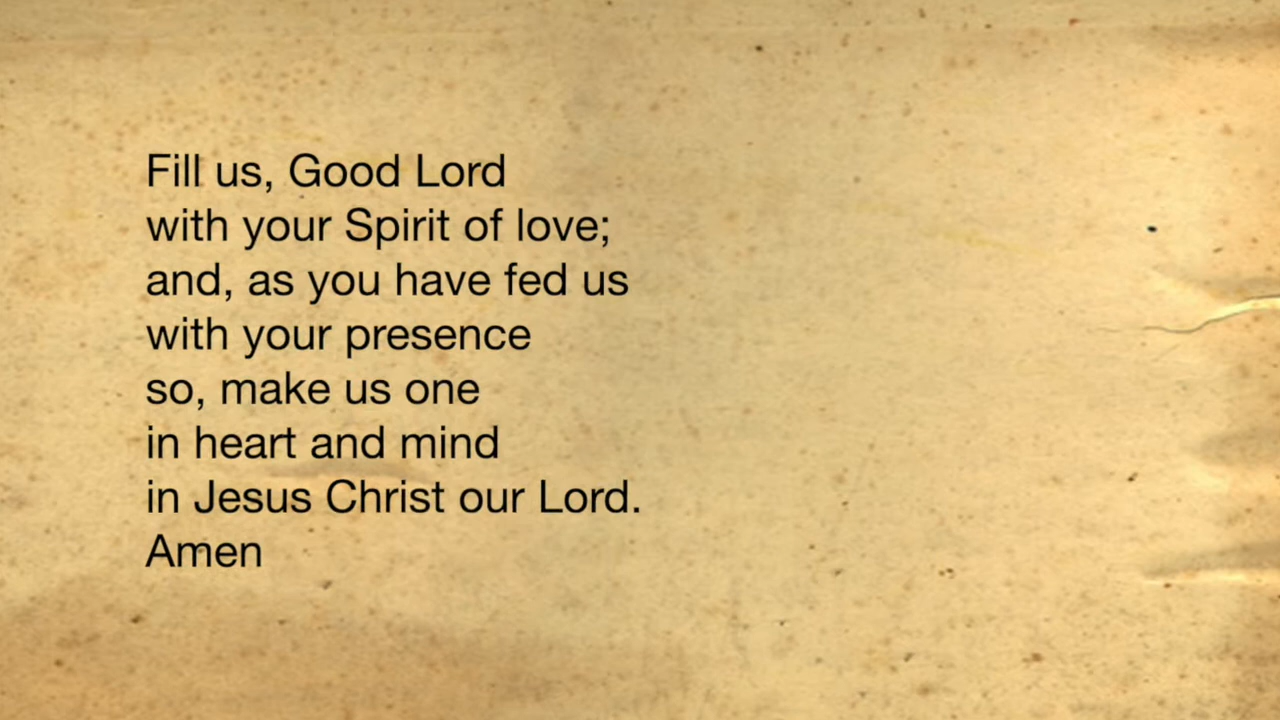 Fill us, Good Lord
with your Spirit of love;
and, as you have fed us
with your presence
so, make us one
in heart and mind
in Jesus Christ our Lord.
Amen